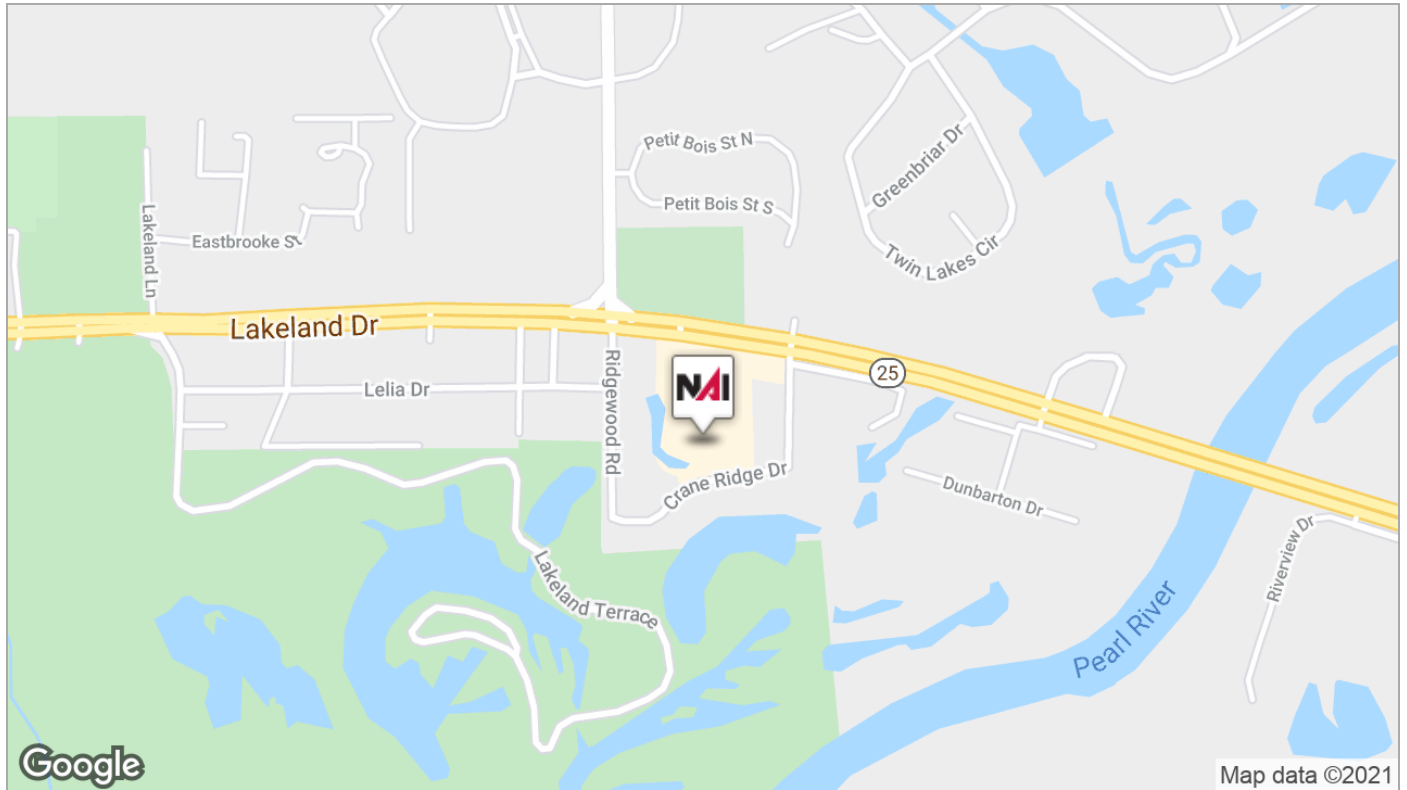 Petit Bois St N
Greenbriar Dr
Petit Bois St S
Lakeland Ln
Eastbrooke St
Twin Lakes Cir
Lakeland Dr
25
NAI
Lelia Dr
Ridgewood Rd
Crane Ridge Dr
Dunbarton Dr
Riverview Dr
Lakeland Terrace
Pearl River
Google
Map data ©2021